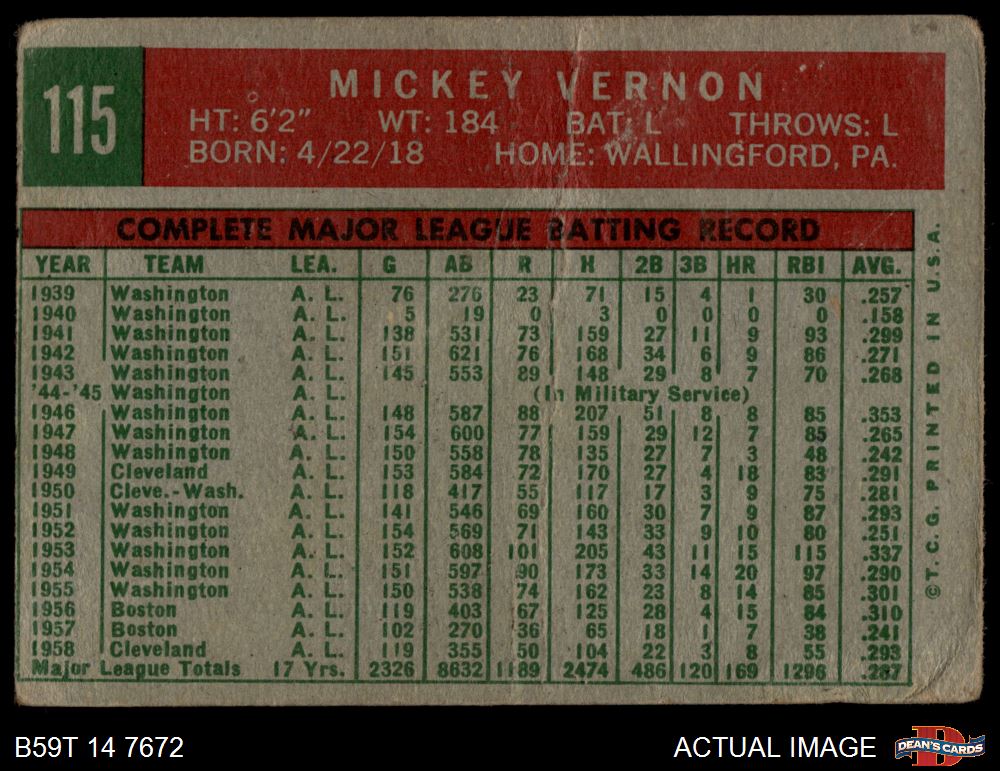 115
MICKEY VERNON
HT: 6'2" WT: 184 BAT: L THROWS: L
BORN: 4/22/18 HOME: WALLINGFORD, PA.
COMPLETE MAJOR LEAGUE BATTING RECORD
YEAR TEAM LEA. G AB R H 2B 3B HR RBI AVG.
1939 Washington A. L. 76 276 23 71 15 4 1 30 .257
1940 Washington A. L. 5 19 0 3 0 0 0 0 .158
1941 Washington A. L. 138 531 73 159 27 11 9 93 .299
1942 Washington A. L. 151 621 76 168 34 6 9 86 .271
1943 Washington A. L. 145 553 89 148 29 8 7 70 .268
'44-'45 Washington A. L. (In Military Service)
1946 Washington A. L. 148 587 88 207 51 8 8 85 .353
1947 Washington A. L. 154 600 77 159 29 12 7 85 .265
1948 Washington A. L. 150 558 78 135 27 7 3 48 .242
1949 Cleveland A. L. 153 584 72 170 27 4 18 83 .291
1950 Cleve.-Wash. A. L. 118 417 55 117 17 3 9 75 .281
1951 Washington A. L. 141 546 69 160 30 7 9 87 .293
1952 Washington A. L. 154 569 71 143 33 9 10 80 .251
1953 Washington A. L. 152 608 101 205 43 11 15 115 .337
1954 Washington A. L. 151 597 90 173 33 14 20 97 .290
1955 Washington A. L. 150 538 74 162 23 8 14 85 .301
1956 Boston A. L. 119 403 67 125 28 4 15 84 .310
1957 Boston A. L. 102 270 36 65 18 1 7 38 .241
1958 Cleveland A. L. 119 355 50 104 22 3 8 55 .293
Major League Totals 17 Yrs. 2326 8632 1189 2474 486 120 169 1296 .287
©T. C. G. PRINTED IN U.S.A.
B59T 14 7672
ACTUAL IMAGE
DEAN'S CARDS